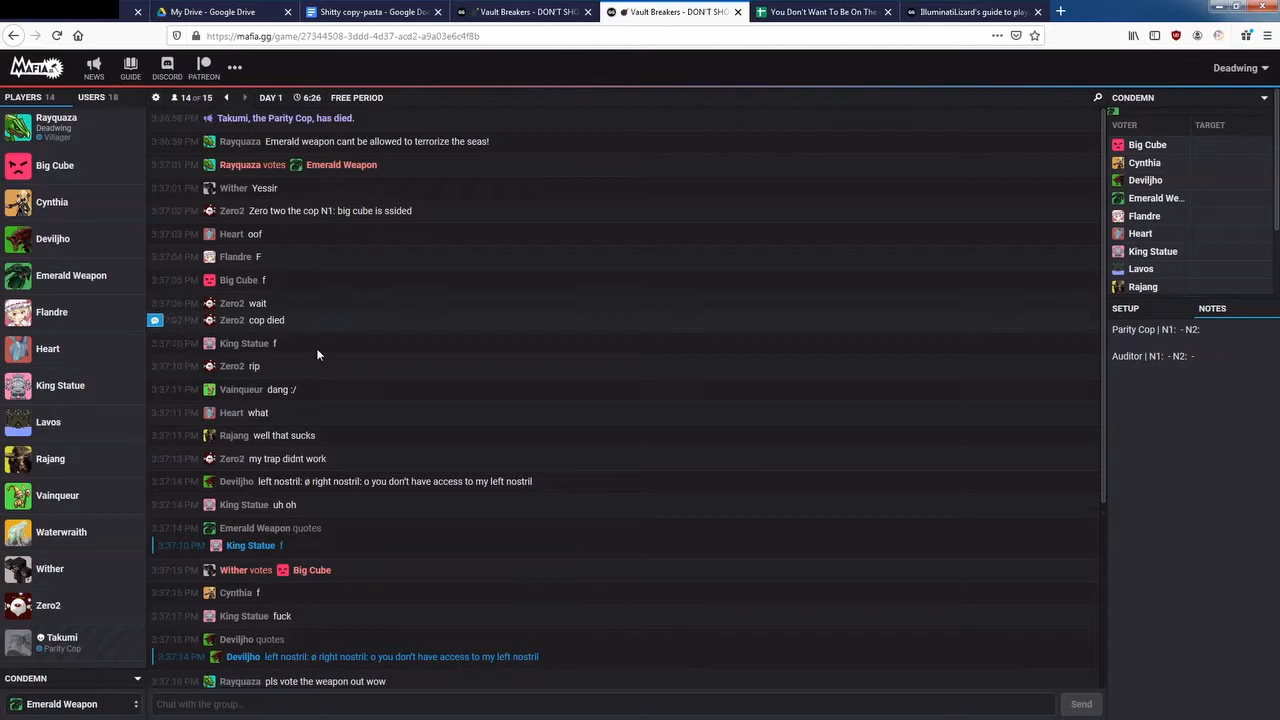 My Drive - Google Drive
Shitty copy-pasta - Google Doc
Vault Breakers - DON'T SHO
Vault Breakers - DON'T SHO
You Don't Want To Be On The
IlluminatiLizard's guide to play
https://mafia.gg/game/27344508-3ddd-4d37-acd2-a9a03e6c4f8b
MAFIA
NEWS
GUIDE
DISCORD
PATREON
Deadwing
PLAYERS 14
USERS 18
14 of 15
DAY 1
6:26
FREE PERIOD
CONDEMN
Rayquaza
Deadwing
Villager
Big Cube
Cynthia
Deviljho
Emerald Weapon
Flandre
Heart
King Statue
Lavos
Rajang
Vainqueur
Waterwraith
Wither
Zero2
Takumi
Parity Cop
CONDEMN
Emerald Weapon
3:36:58 PM Takumi, the Parity Cop, has died.
3:36:59 PM Rayquaza Emerald weapon cant be allowed to terrorize the seas!
3:37:01 PM Rayquaza votes Emerald Weapon
3:37:01 PM Wither Yessir
3:37:02 PM Zero2 Zero two the cop N1: big cube is ssided
3:37:03 PM Heart oof
3:37:04 PM Flandre F
3:37:05 PM Big Cube f
3:37:06 PM Zero2 wait
Zero2 cop died
3:37:10 PM King Statue f
3:37:10 PM Zero2 rip
3:37:11 PM Vainqueur dang :/
3:37:11 PM Heart what
3:37:11 PM Rajang well that sucks
3:37:13 PM Zero2 my trap didnt work
3:37:14 PM Deviljho left nostril: ø right nostril: o you don't have access to my left nostril
3:37:14 PM King Statue uh oh
3:37:14 PM Emerald Weapon quotes
3:37:10 PM King Statue f
3:37:15 PM Wither votes Big Cube
3:37:15 PM Cynthia f
3:37:17 PM King Statue fuck
3:37:18 PM Deviljho quotes
3:37:14 PM Deviljho left nostril: ø right nostril: o you don't have access to my left nostril
3:37:19 PM Rayquaza pls vote the weapon out wow
Chat with the group...
Send
VOTER
TARGET
Big Cube
Cynthia
Deviljho
Emerald We...
Flandre
Heart
King Statue
Lavos
Rajang
SETUP
NOTES
Parity Cop | N1: - N2:
Auditor | N1: - N2: -